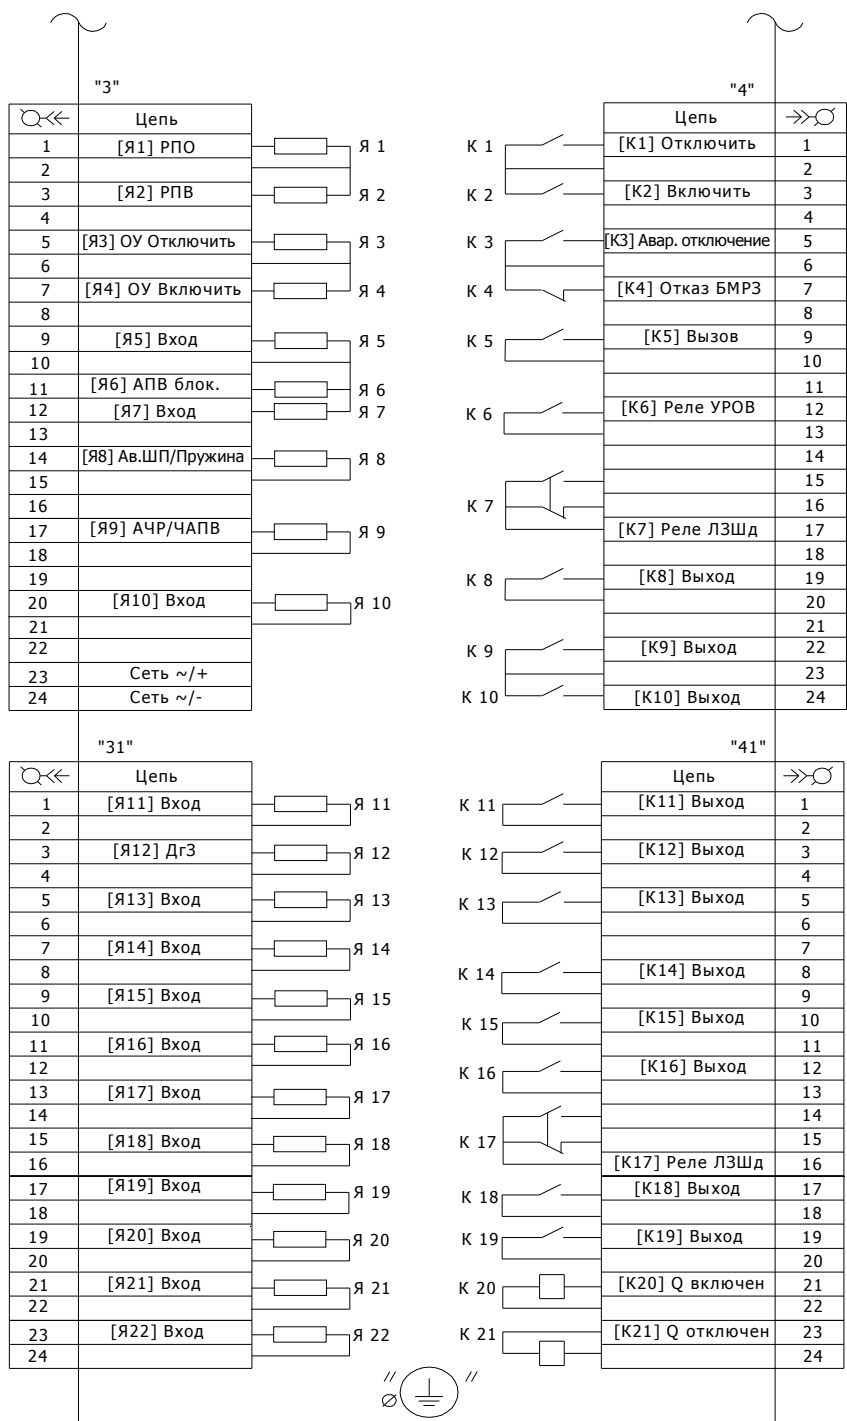 "3"
Цепь
1 [Я1] РПО Я 1
2
3 [Я2] РПВ Я 2
4
5 [Я3] ОУ Отключить Я 3
6
7 [Я4] ОУ Включить Я 4
8
9 [Я5] Вход Я 5
10
11 [Я6] АПВ блок. Я 6
12 [Я7] Вход Я 7
13
14 [Я8] Ав.ШП/Пружина Я 8
15
16
17 [Я9] АЧР/ЧАПВ Я 9
18
19
20 [Я10] Вход Я 10
21
22
23 Сеть ~/+
24 Сеть ~/-
"4"
Цепь
К 1 [К1] Отключить 1
2
К 2 [К2] Включить 3
4
К 3 [К3] Авар. отключение 5
6
К 4 [К4] Отказ БМРЗ 7
8
К 5 [К5] Вызов 9
10
11
К 6 [К6] Реле УРОВ 12
13
14
15
К 7 16
[К7] Реле ЛЗШд 17
18
К 8 [К8] Выход 19
20
21
К 9 [К9] Выход 22
23
К 10 [К10] Выход 24
"31"
Цепь
1 [Я11] Вход Я 11
2
3 [Я12] ДгЗ Я 12
4
5 [Я13] Вход Я 13
6
7 [Я14] Вход Я 14
8
9 [Я15] Вход Я 15
10
11 [Я16] Вход Я 16
12
13 [Я17] Вход Я 17
14
15 [Я18] Вход Я 18
16
17 [Я19] Вход Я 19
18
19 [Я20] Вход Я 20
20
21 [Я21] Вход Я 21
22
23 [Я22] Вход Я 22
24
"41"
Цепь
К 11 [К11] Выход 1
2
К 12 [К12] Выход 3
4
К 13 [К13] Выход 5
6
7
К 14 [К14] Выход 8
9
К 15 [К15] Выход 10
11
К 16 [К16] Выход 12
13
14
К 17 15
[К17] Реле ЛЗШд 16
К 18 [К18] Выход 17
18
К 19 [К19] Выход 19
20
К 20 [К20] Q включен 21
22
К 21 [К21] Q отключен 23
24
" "